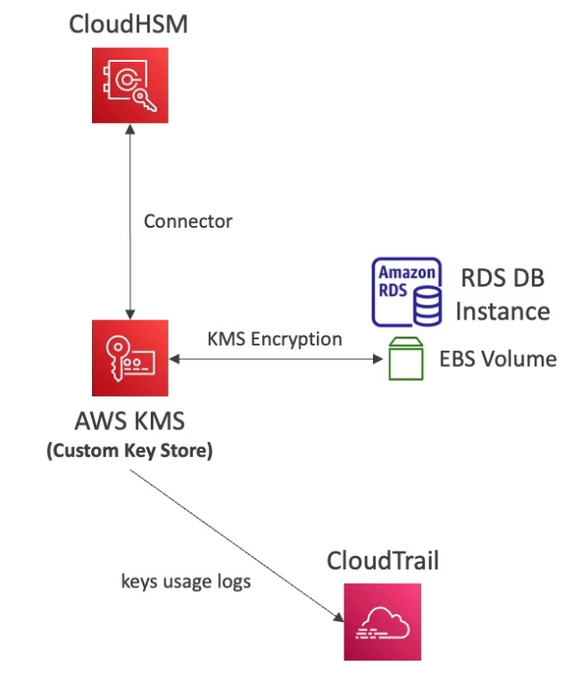 CloudHSM
Connector
Amazon
RDS
RDS DB
Instance
KMS Encryption
EBS Volume
AWS KMS
(Custom Key Store)
CloudTrail
keys usage logs